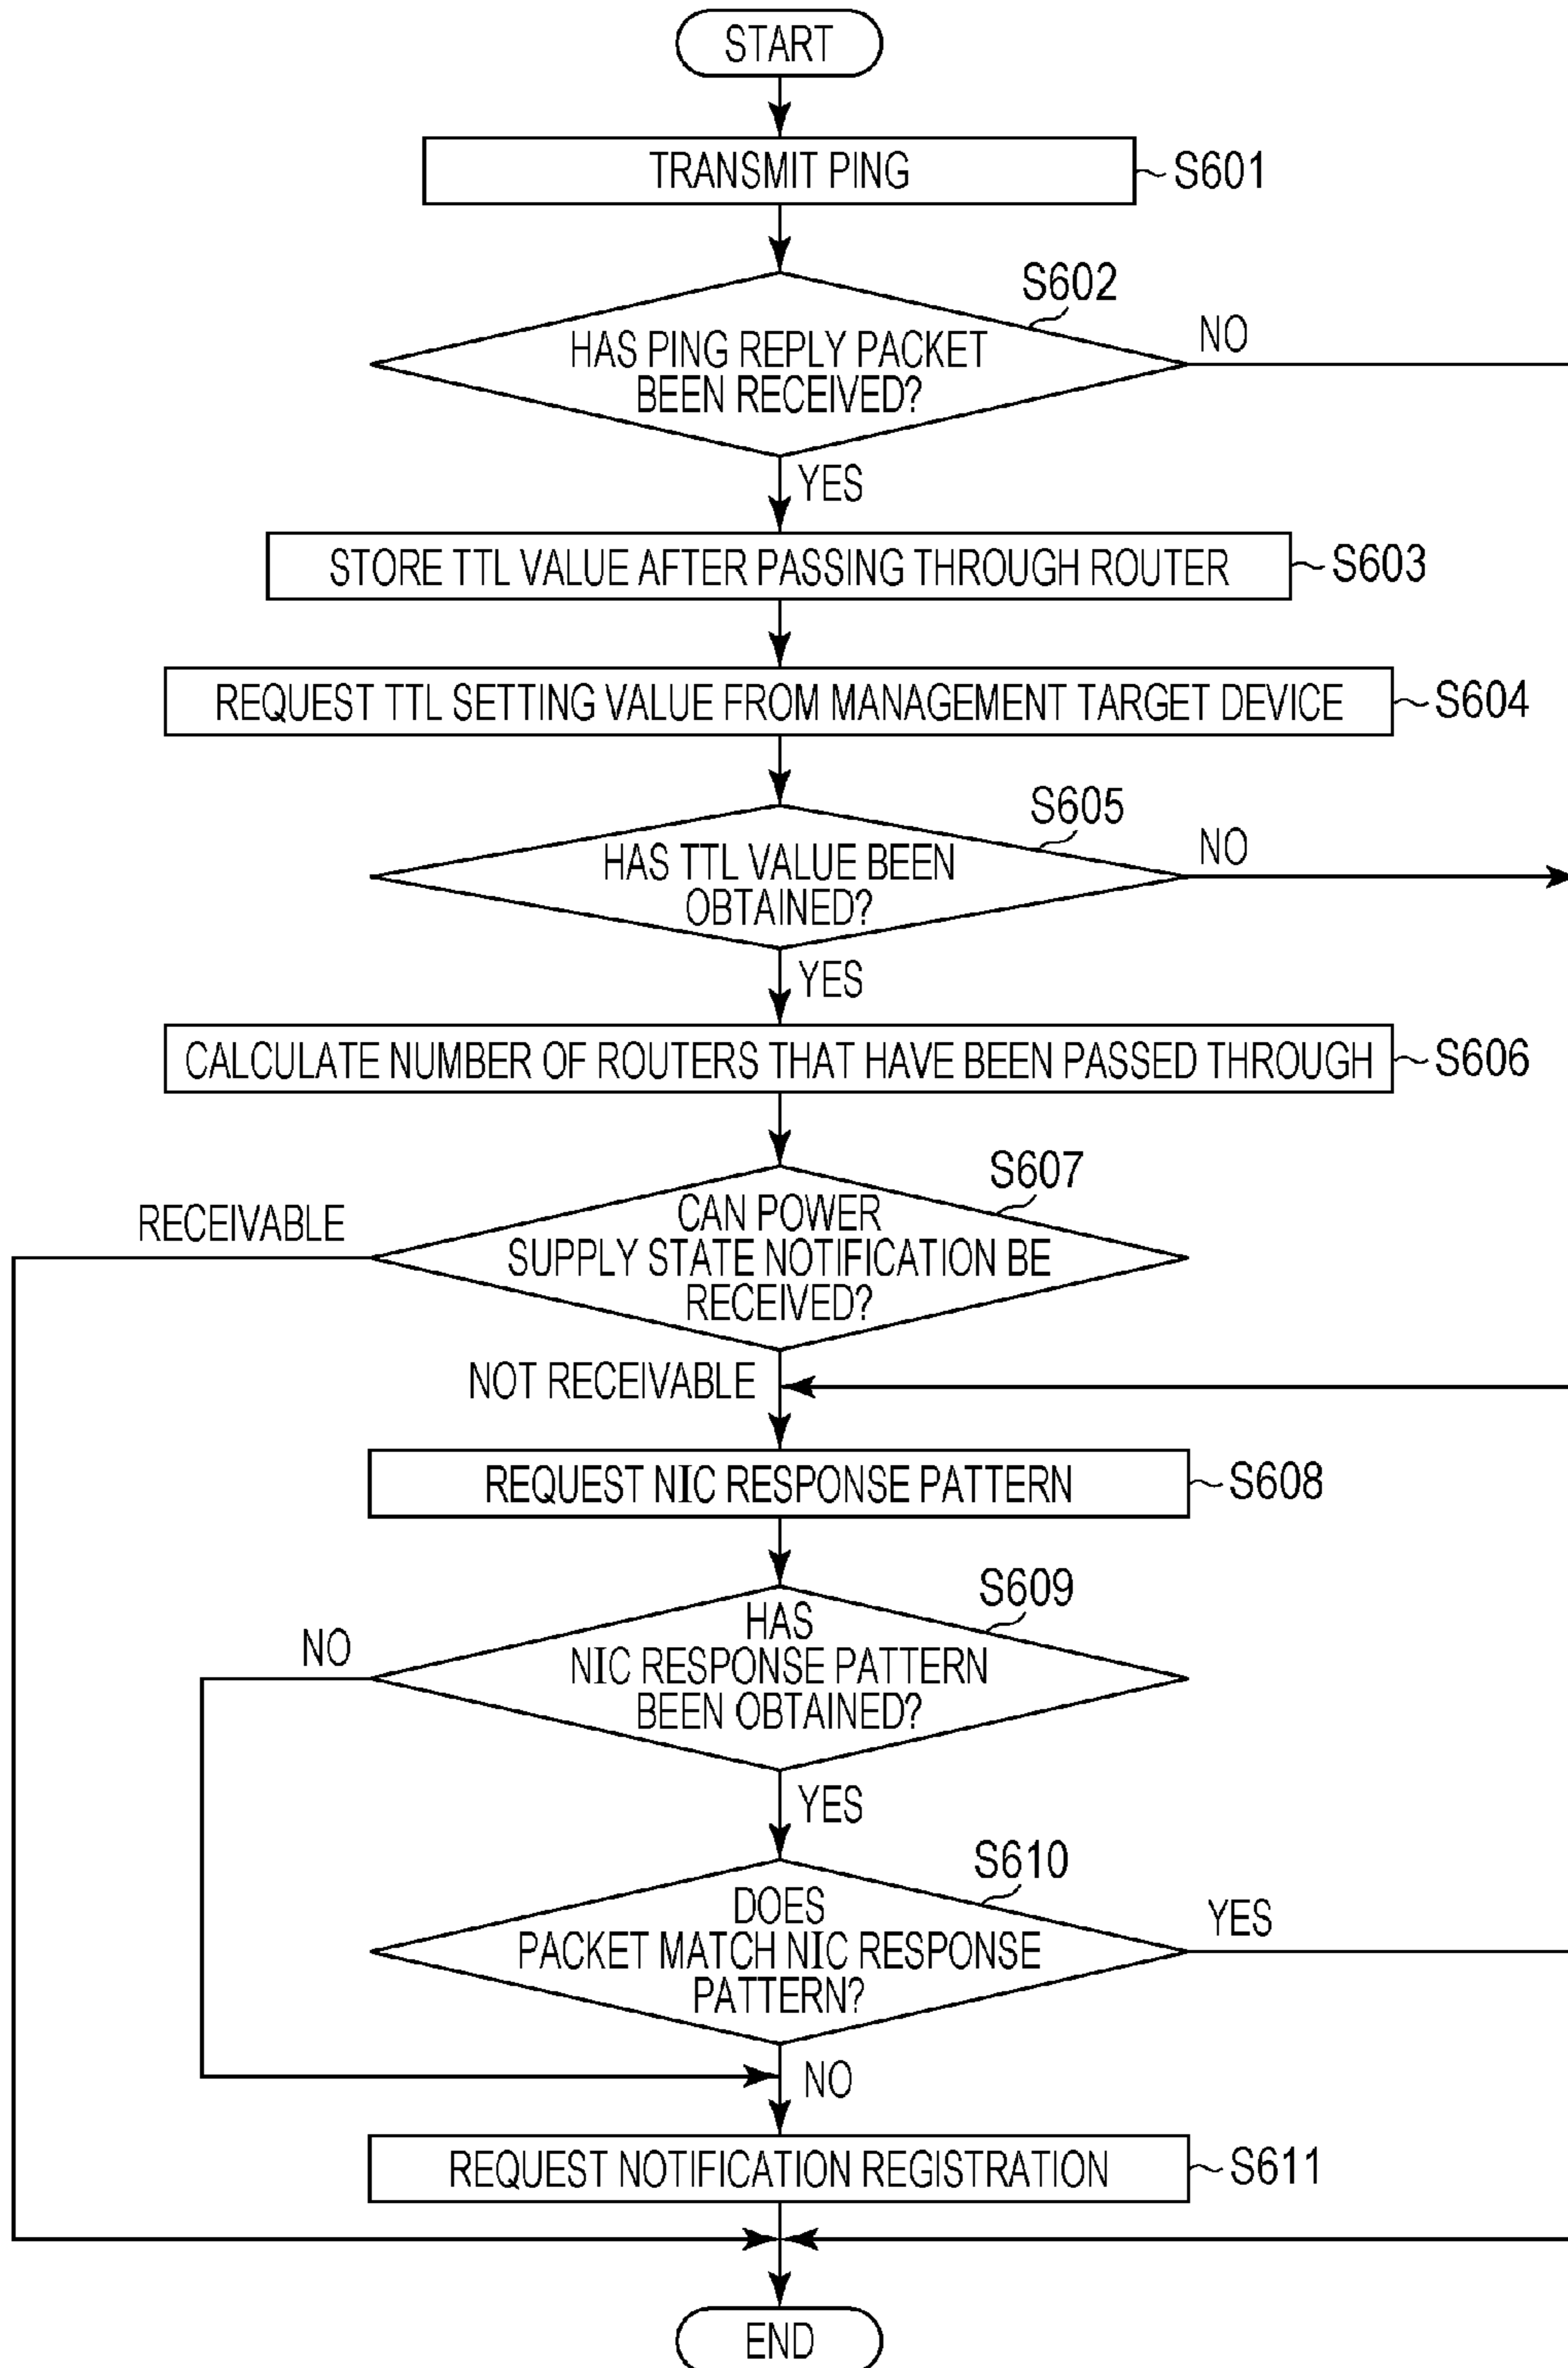 START
TRANSMIT PING
S601
S602
HAS PING REPLY PACKET
BEEN RECEIVED?
NO
YES
STORE TTL VALUE AFTER PASSING THROUGH ROUTER
S603
REQUEST TTL SETTING VALUE FROM MANAGEMENT TARGET DEVICE
S604
S605
HAS TTL VALUE BEEN
OBTAINED?
NO
YES
CALCULATE NUMBER OF ROUTERS THAT HAVE BEEN PASSED THROUGH
S606
S607
RECEIVABLE
CAN POWER
SUPPLY STATE NOTIFICATION BE
RECEIVED?
NOT RECEIVABLE
REQUEST NIC RESPONSE PATTERN
S608
S609
NO
HAS
NIC RESPONSE PATTERN
BEEN OBTAINED?
YES
S610
DOES
PACKET MATCH NIC RESPONSE
PATTERN?
YES
NO
REQUEST NOTIFICATION REGISTRATION
S611
END